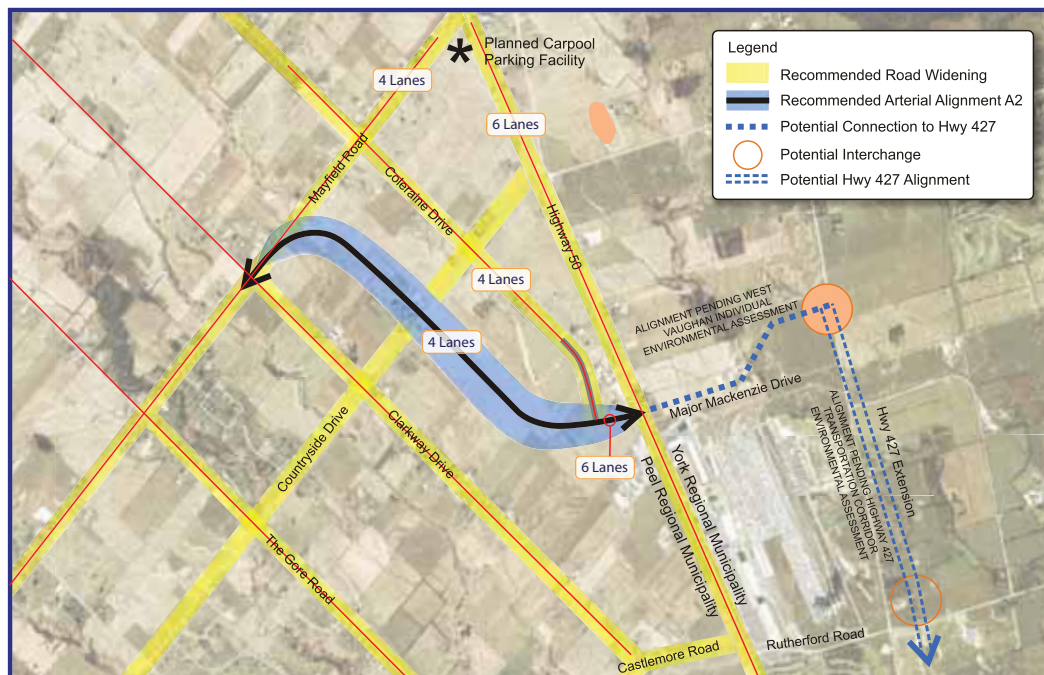 Planned Carpool
Parking Facility
4 Lanes
6 Lanes
Legend
Recommended Road Widening
Recommended Arterial Alignment A2
Potential Connection to Hwy 427
Potential Interchange
Potential Hwy 427 Alignment
Mayfield Road
Coleraine Drive
Highway 50
4 Lanes
ALIGNMENT PENDING WEST
VAUGHAN INDIVIDUAL
ENVIRONMENTAL ASSESSMENT
4 Lanes
Major Mackenzie Drive
Countryside Drive
Clarkway Drive
6 Lanes
York Regional Municipality
Peel Regional Municipality
Hwy 427 Extension
ALIGNMENT PENDING HIGHWAY 427
TRANSPORTATION CORRIDOR
ENVIRONMENTAL ASSESSMENT
The Gore Road
Castlemore Road
Rutherford Road